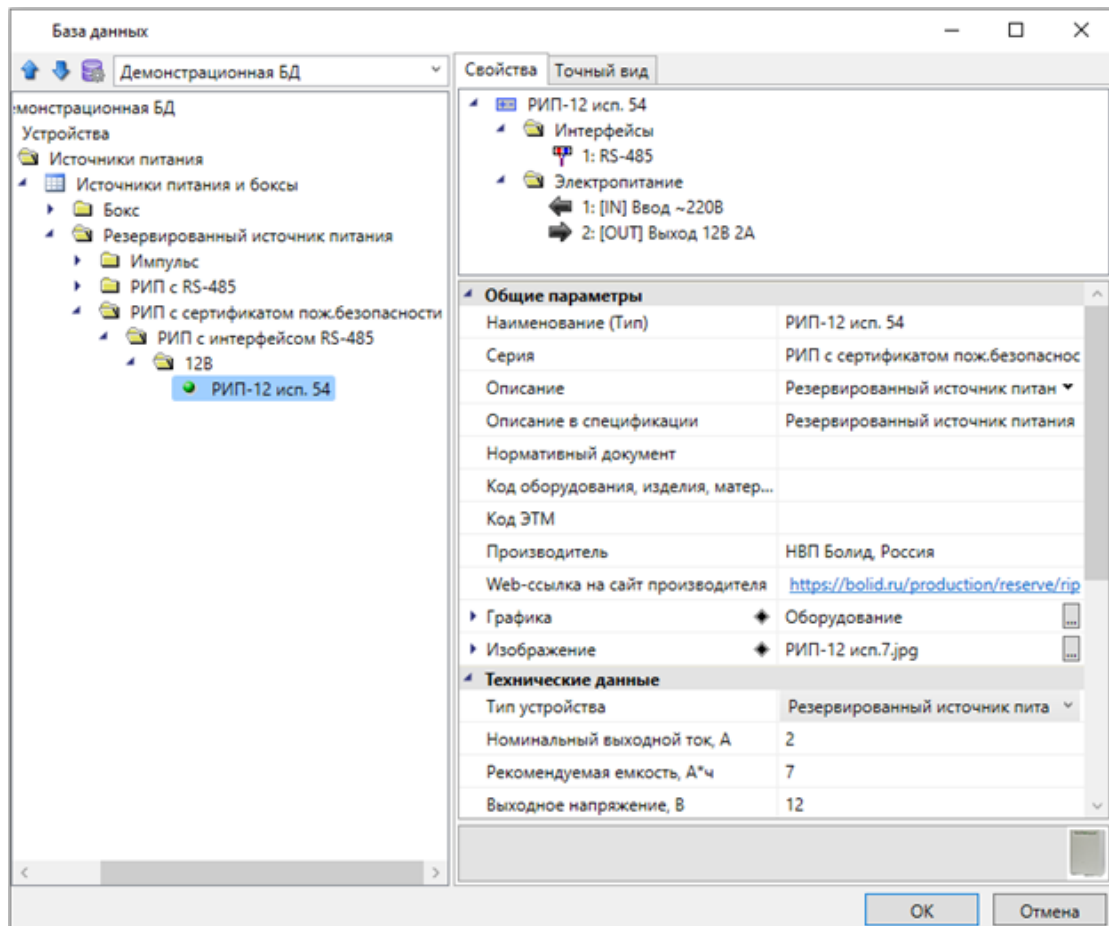 База данных
Демонстрационная БД
монстрационная БД
Устройства
Источники питания
Источники питания и боксы
Бокс
Резервированный источник питания
Импульс
РИП с RS-485
РИП с сертификатом пож.безопасности
РИП с интерфейсом RS-485
12В
РИП-12 исп. 54
Свойства Точный вид
РИП-12 исп. 54
Интерфейсы
1: RS-485
Электропитание
1: [IN] Ввод ~220В
2: [OUT] Выход 12В 2А
Общие параметры
Наименование (Тип) РИП-12 исп. 54
Серия РИП с сертификатом пож.безопаснос
Описание Резервированный источник питан
Описание в спецификации Резервированный источник питания
Нормативный документ
Код оборудования, изделия, матер...
Код ЭТМ
Производитель НВП Болид, Россия
Web-ссылка на сайт производителя https://bolid.ru/production/reserve/rip
Графика Оборудование ...
Изображение РИП-12 исп.7.jpg ...
Технические данные
Тип устройства Резервированный источник пита
Номинальный выходной ток, А 2
Рекомендуемая емкость, А*ч 7
Выходное напряжение, В 12
ОК Отмена